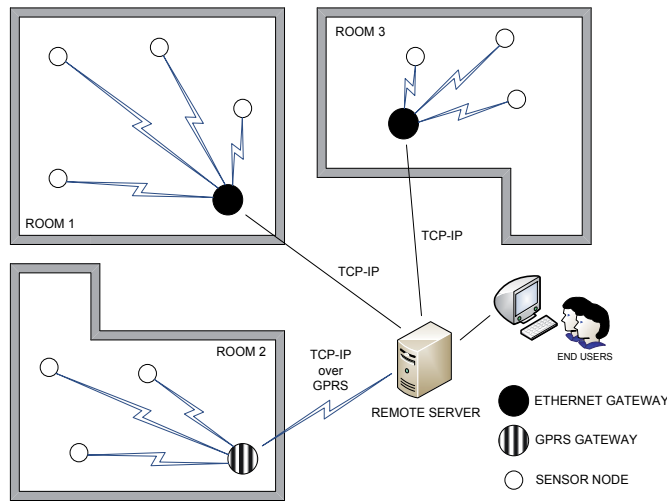 ROOM 3
ROOM 1
TCP-IP
TCP-IP
ROOM 2
TCP-IP
over
GPRS
REMOTE SERVER
END USERS
ETHERNET GATEWAY
GPRS GATEWAY
SENSOR NODE